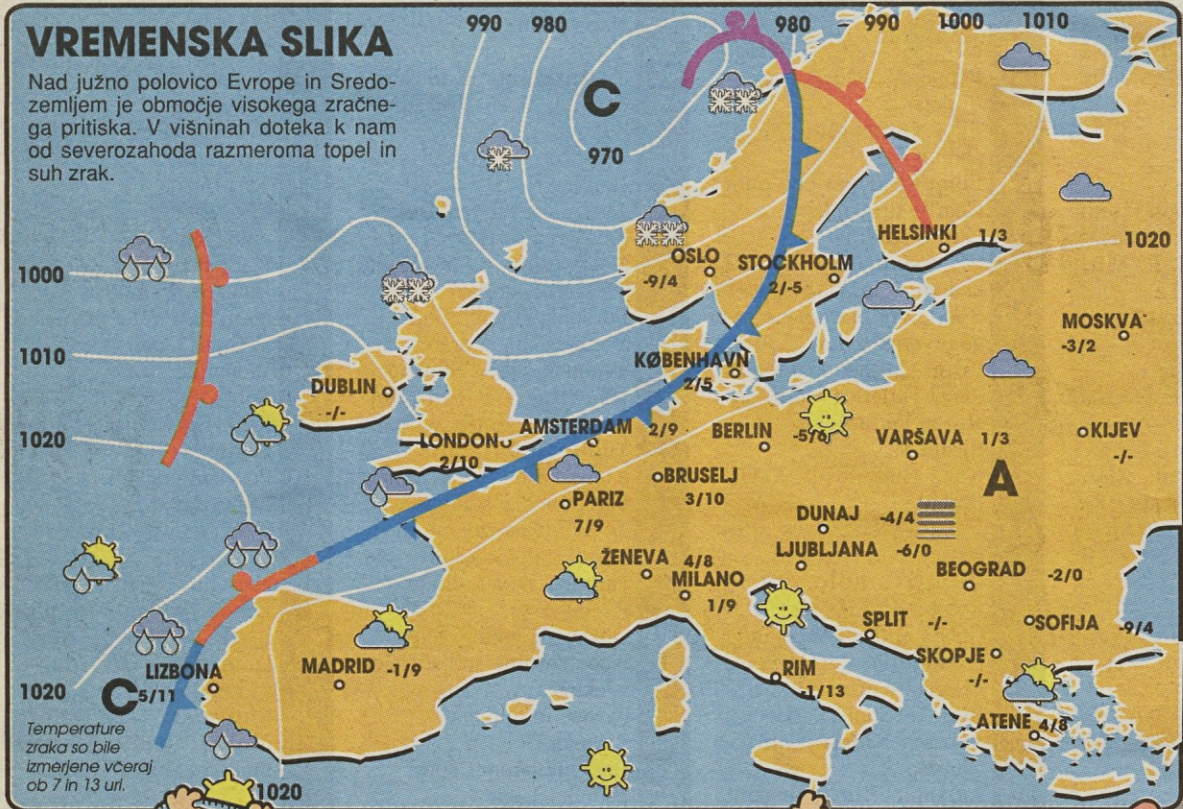 VREMENSKA SLIKA
Nad južno polovico Evrope in Sredo-
zemljem je območje visokega zračne-
ga pritiska. V višninah doteka k nam
od severozahoda razmeroma topel in
suh zrak.
990 980 980 990 1000 1010
C
970
HELSINKI 1/3
1020
OSLO
-9/4
STOCKHOLM
2/-5
1000
MOSKVA
-3/2
1010
KØBENHAVN
2/5
DUBLIN
-/-
1020
LONDON
2/10
AMSTERDAM 2/9
BERLIN -5/6
VARŠAVA 1/3
KIJEV
-/-
A
BRUSELJ
3/10
PARIZ
7/9
DUNAJ -4/4
LJUBLJANA -6/0
ŽENEVA 4/8
MILANO
1/9
BEOGRAD -2/0
SPLIT -/-
SOFIJA -9/4
SKOPJE
-/-
LIZBONA
5/11
MADRID -1/9
RIM
-1/13
1020
C
ATENE 4/8
Temperature
zraka so bile
izmerjene včeraj
ob 7 in 13 uri.
1020